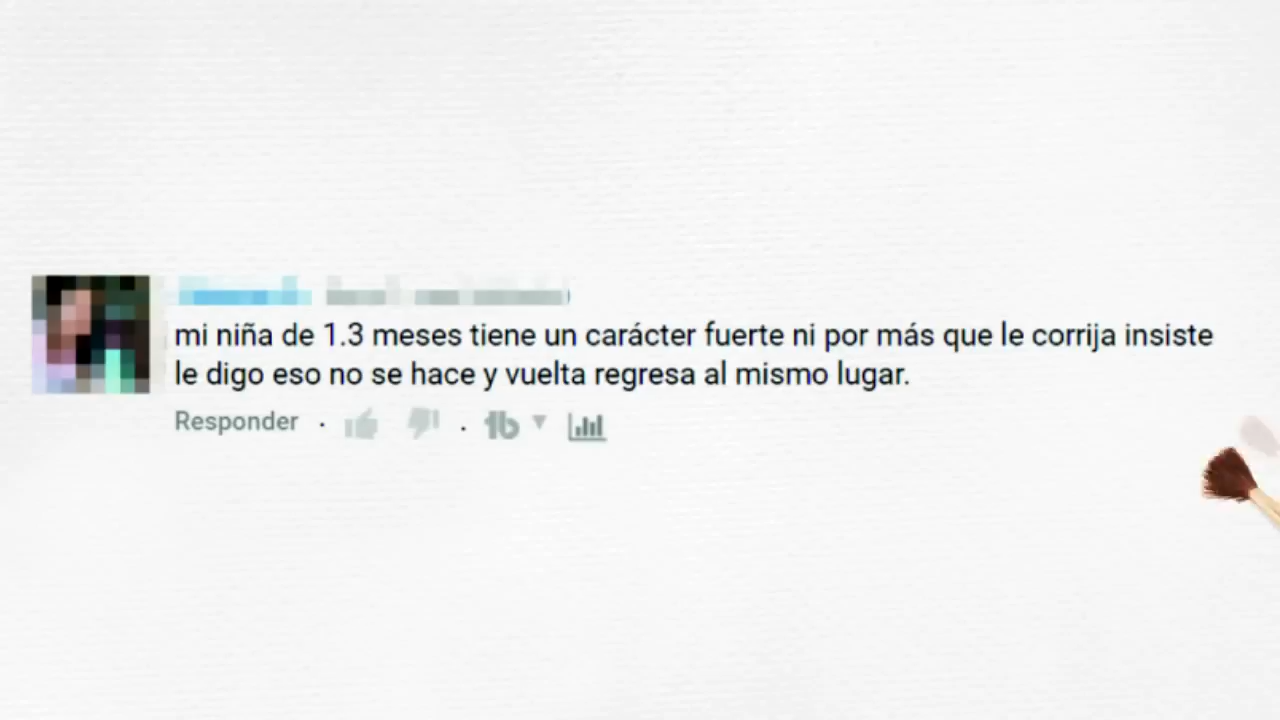 mi niña de 1.3 meses tiene un carácter fuerte ni por más que le corrija insiste
le digo eso no se hace y vuelta regresa al mismo lugar.
Responder